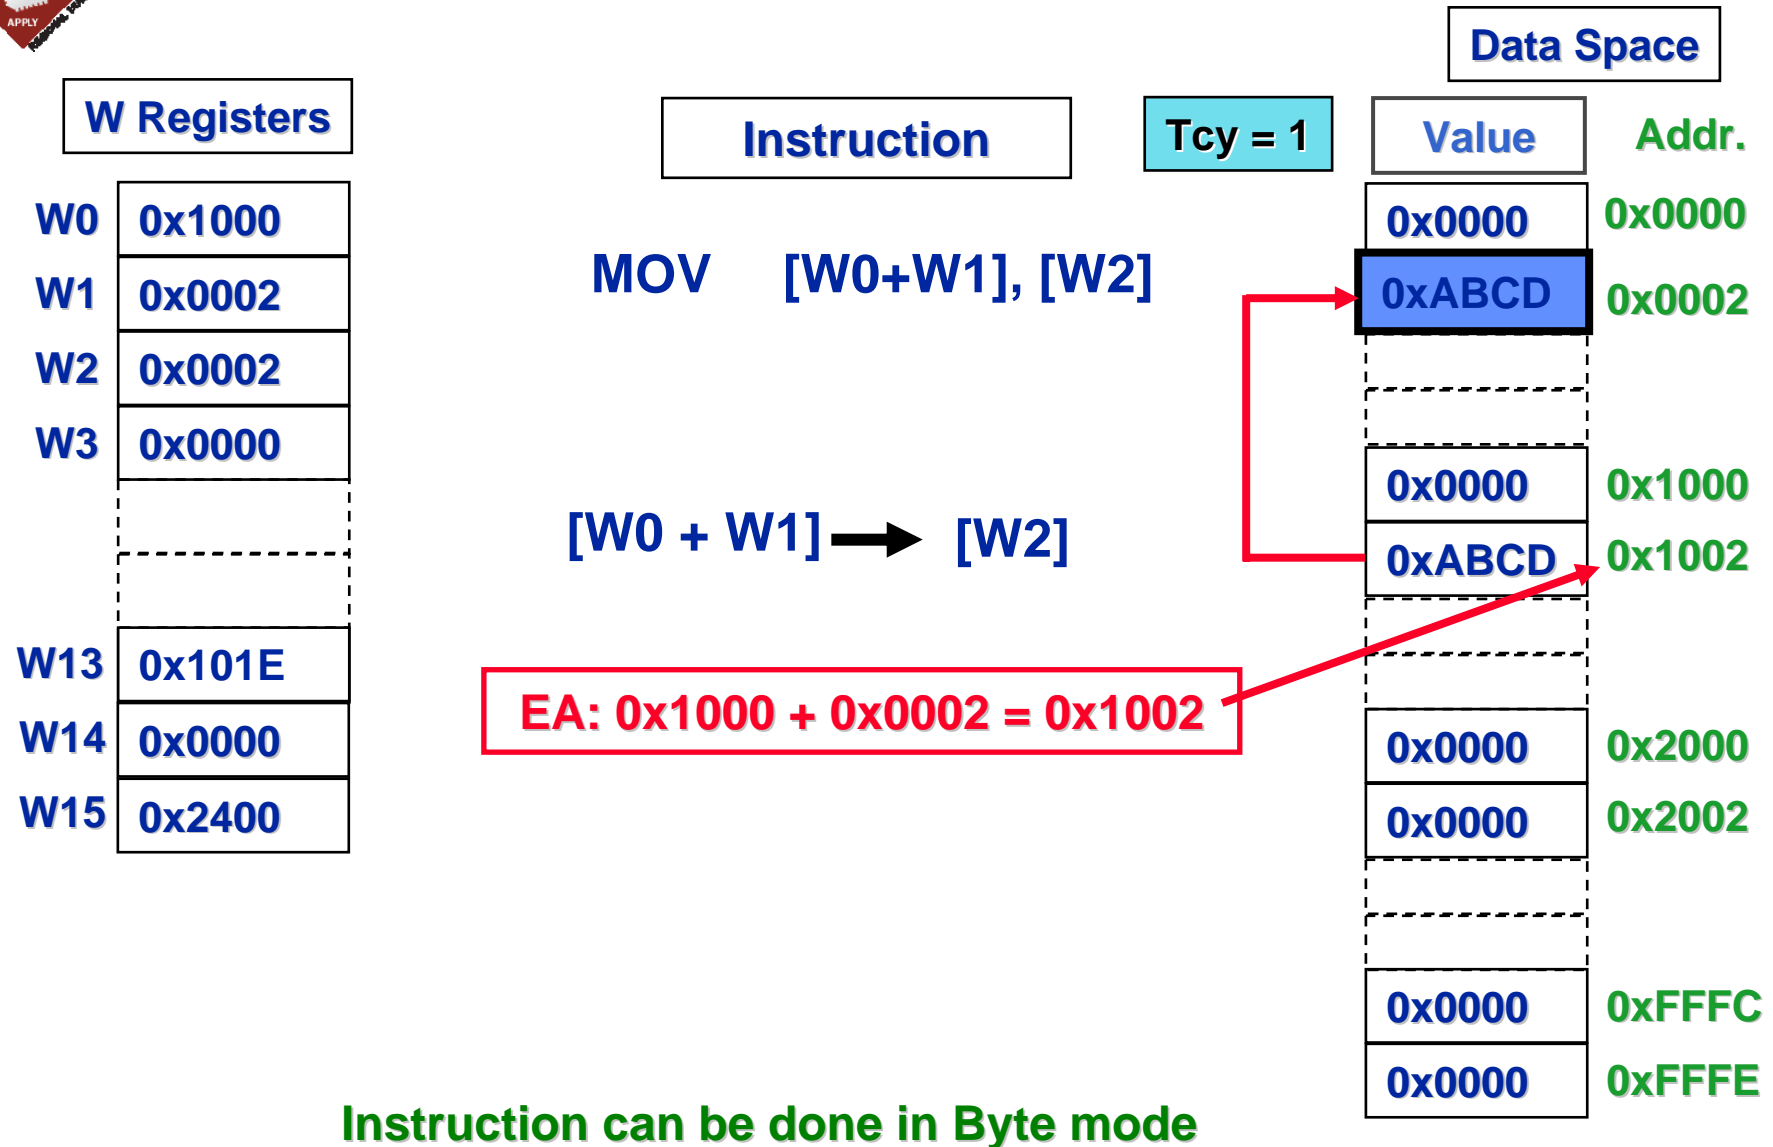 APPLY
Data Space
W Registers
Instruction
Tcy = 1
Value
Addr.
W0 0x1000
W1 0x0002
W2 0x0002
W3 0x0000
W13 0x101E
W14 0x0000
W15 0x2400
MOV [W0+W1], [W2]
[W0 + W1] [W2]
EA: 0x1000 + 0x0002 = 0x1002
0x0000 0x0000
0xABCD 0x0002
0x0000 0x1000
0xABCD 0x1002
0x0000 0x2000
0x0000 0x2002
0x0000 0xFFFC
0x0000 0xFFFE
Instruction can be done in Byte mode